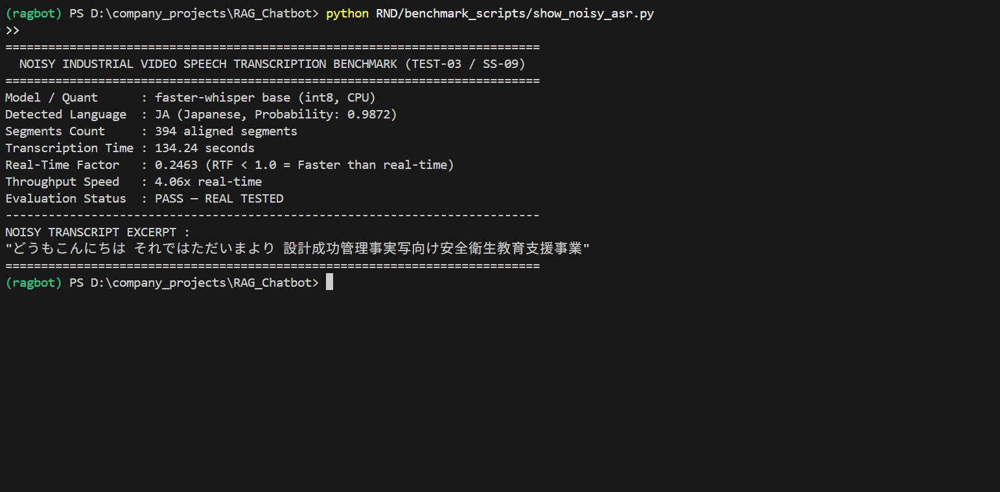 (ragbot) PS D:\company_projects\RAG_Chatbot> python RND/benchmark_scripts/show_noisy_asr.py
>>
===========================================================================
  NOISY INDUSTRIAL VIDEO SPEECH TRANSCRIPTION BENCHMARK (TEST-03 / SS-09)
===========================================================================
Model / Quant      : faster-whisper base (int8, CPU)
Detected Language  : JA (Japanese, Probability: 0.9872)
Segments Count     : 394 aligned segments
Transcription Time : 134.24 seconds
Real-Time Factor   : 0.2463 (RTF < 1.0 = Faster than real-time)
Throughput Speed   : 4.06x real-time
Evaluation Status  : PASS — REAL TESTED
---------------------------------------------------------------------------
NOISY TRANSCRIPT EXCERPT :
"どうもこんにちは それではただいまより 設計成功管理事実写向け安全衛生教育支援事業"
===========================================================================
(ragbot) PS D:\company_projects\RAG_Chatbot>